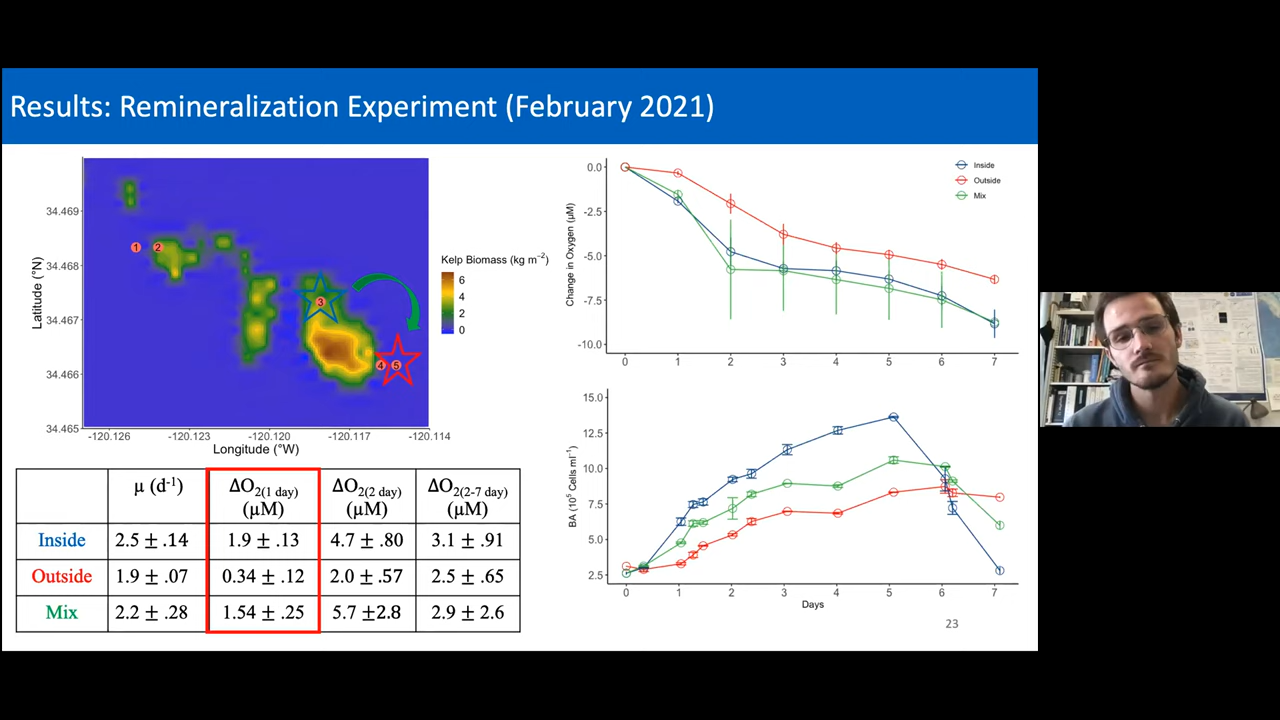 Results: Remineralization Experiment (February 2021)
34.469
34.468
34.467
34.466
34.465
Latitude (°N)
-120.126
-120.123
-120.120
-120.117
-120.114
Longitude (°W)
1
2
3
4
5
Kelp Biomass (kg m⁻²)
6
4
2
0
μ (d⁻¹)
ΔO₂₍₁ day₎ (μM)
ΔO₂₍₂ day₎ (μM)
ΔO₂₍₂₋₇ day₎ (μM)
Inside 2.5 ± .14 1.9 ± .13 4.7 ± .80 3.1 ± .91
Outside 1.9 ± .07 0.34 ± .12 2.0 ± .57 2.5 ± .65
Mix 2.2 ± .28 1.54 ± .25 5.7 ±2.8 2.9 ± 2.6
Change in Oxygen (μM)
0.0
-2.5
-5.0
-7.5
-10.0
0 1 2 3 4 5 6 7
Inside
Outside
Mix
BA (10⁵ Cells ml⁻¹)
15.0
12.5
10.0
7.5
5.0
2.5
0 1 2 3 4 5 6 7
Days
23